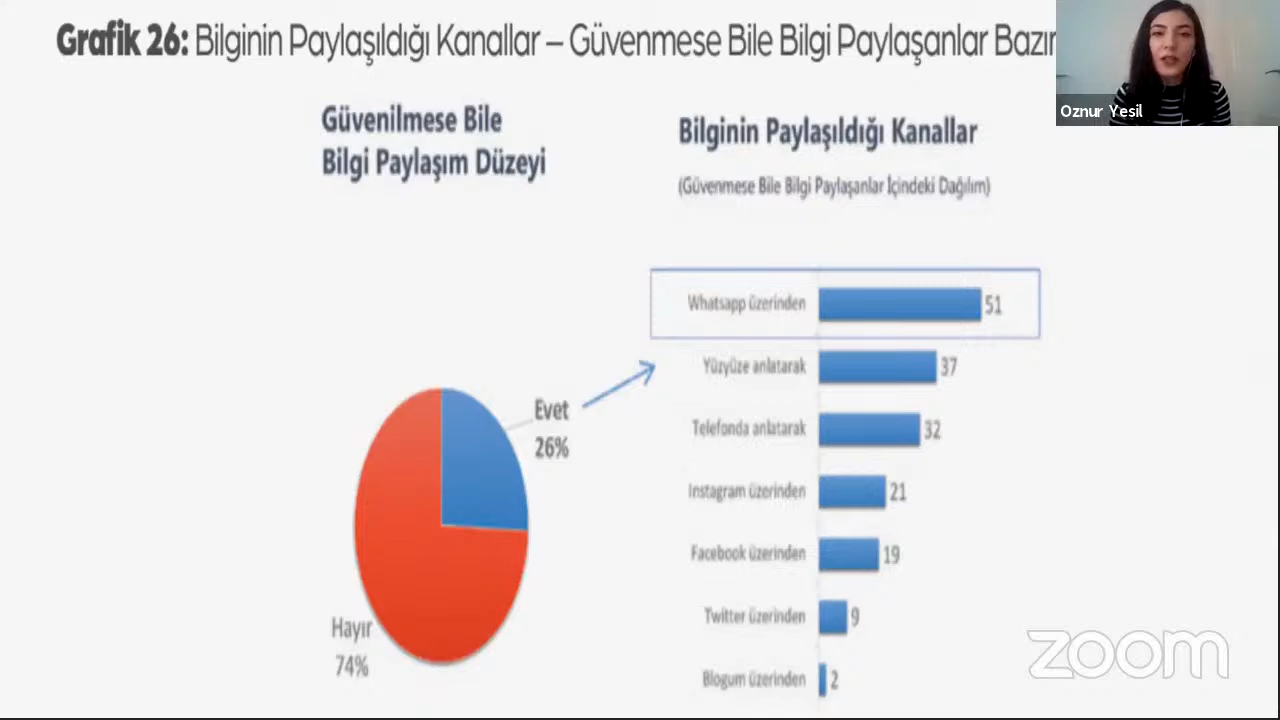 Grafik 26: Bilginin Paylaşıldığı Kanallar – Güvenmese Bile Bilgi Paylaşanlar
Oznur Yesil
Güvenilmese Bile
Bilgi Paylaşım Düzeyi
Evet
26%
Hayır
74%
Bilginin Paylaşıldığı Kanallar
(Güvenmese Bile Bilgi Paylaşanlar İçindeki Dağılım)
Whatsapp üzerinden 51
Yüzyüze anlatarak 37
Telefonda anlatarak 32
Instagram üzerinden 21
Facebook üzerinden 19
Twitter üzerinden 9
Blogum üzerinden 2
zoom